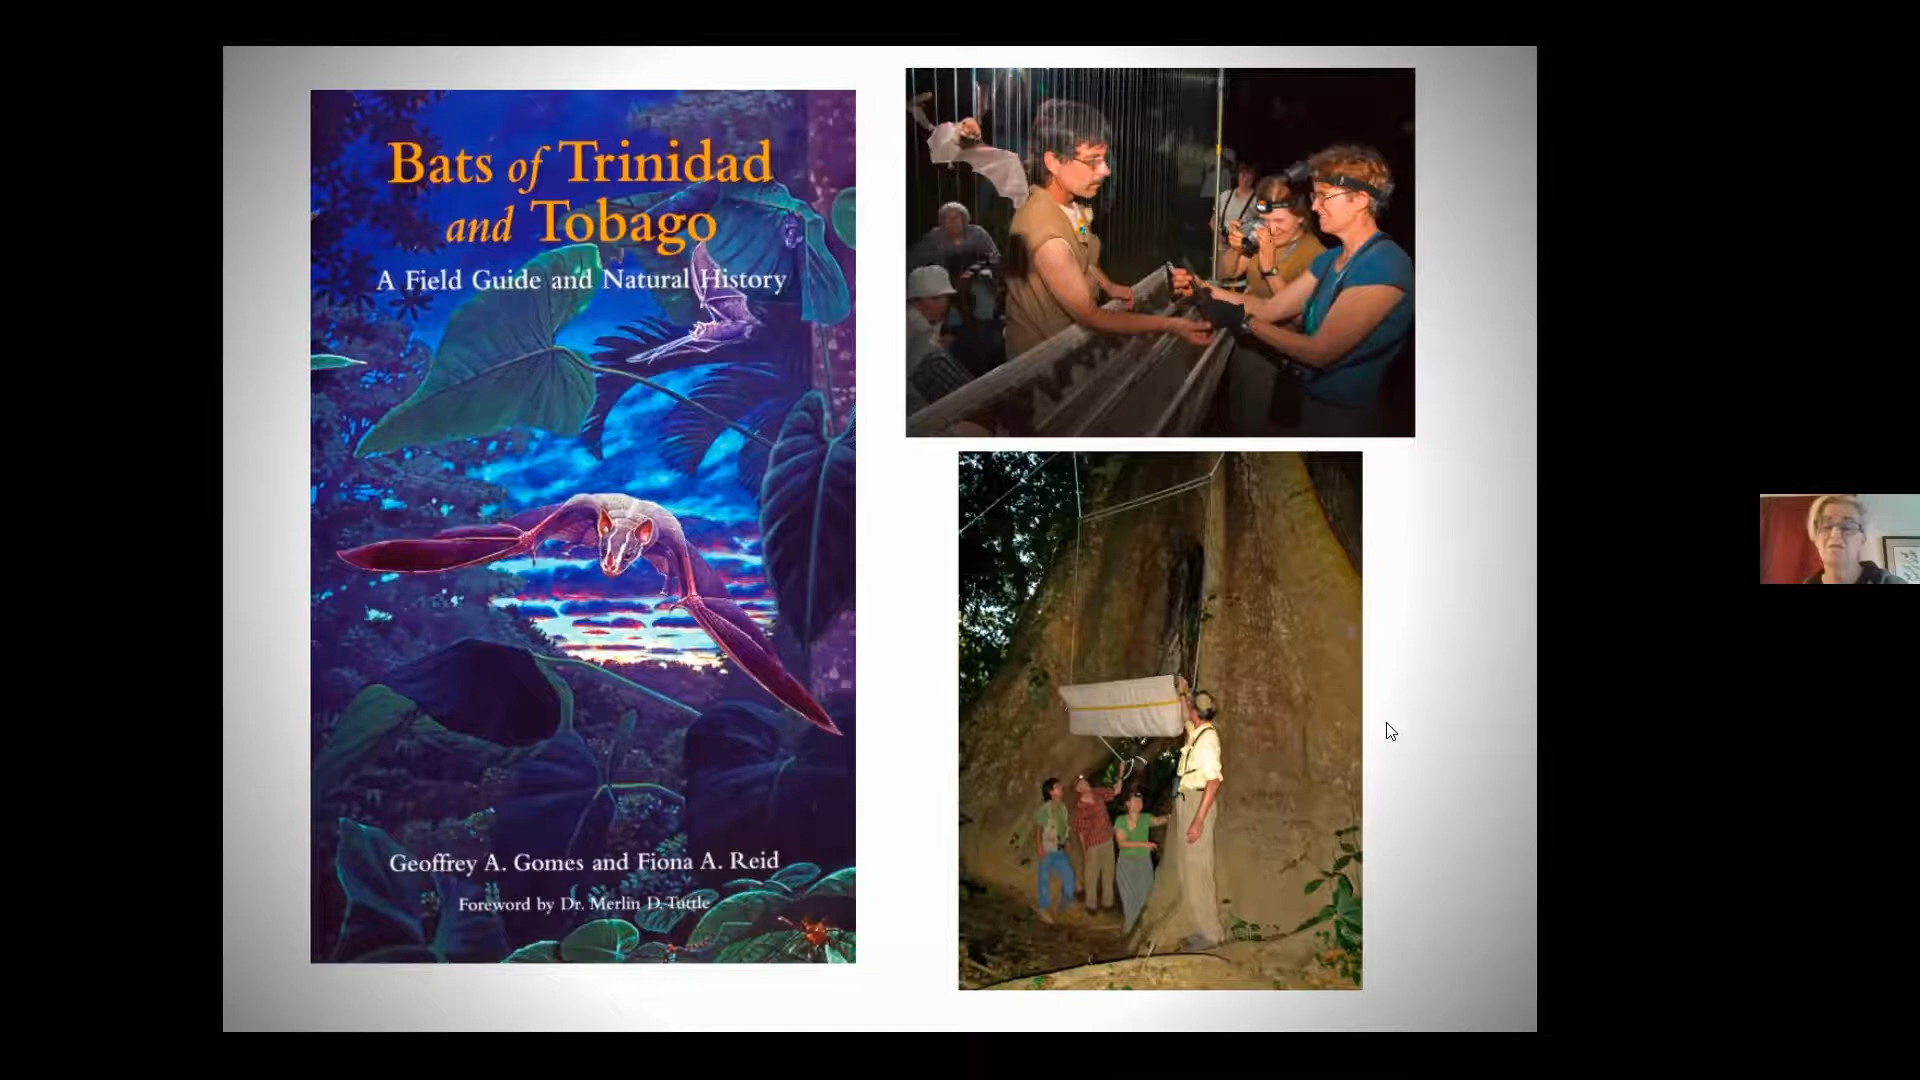 Bats of Trinidad
and Tobago
A Field Guide and Natural History
Geoffrey A. Gomes and Fiona A. Reid
Foreword by Dr. Merlin D. Tuttle